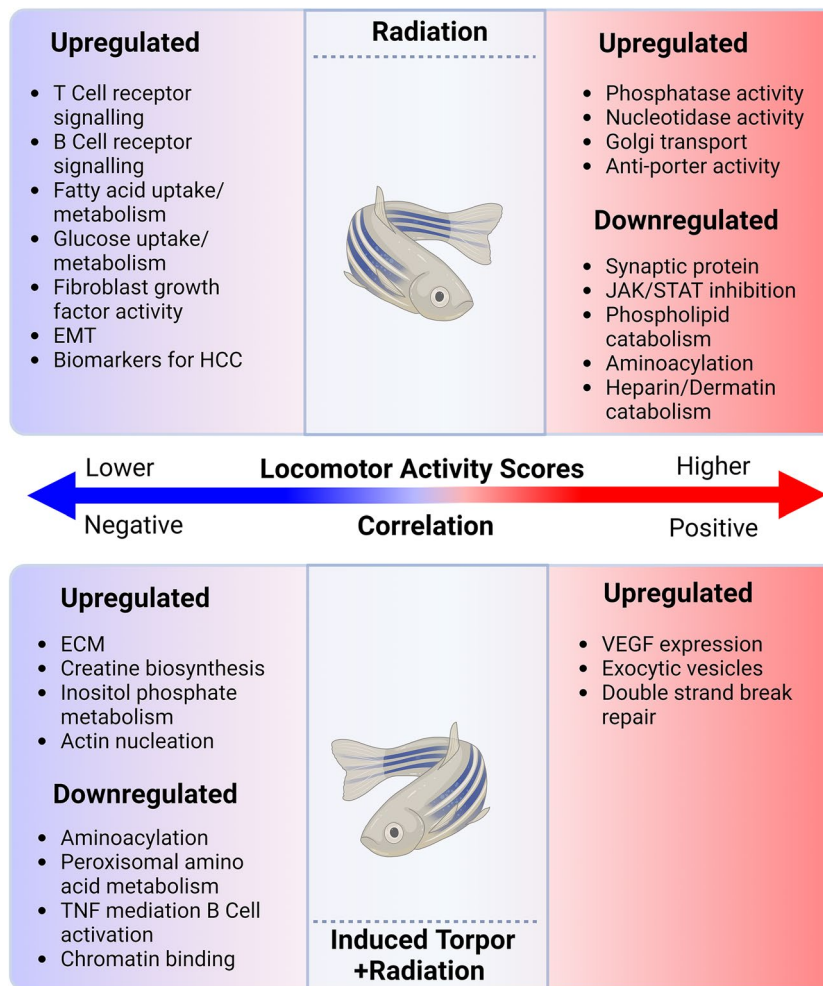 Radiation
Upregulated
• T Cell receptor
signalling
• B Cell receptor
signalling
• Fatty acid uptake/
metabolism
• Glucose uptake/
metabolism
• Fibroblast growth
factor activity
• EMT
• Biomarkers for HCC
Upregulated
• Phosphatase activity
• Nucleotidase activity
• Golgi transport
• Anti-porter activity
Downregulated
• Synaptic protein
• JAK/STAT inhibition
• Phospholipid
catabolism
• Aminoacylation
• Heparin/Dermatin
catabolism
Lower
Locomotor Activity Scores
Higher
Negative
Correlation
Positive
Upregulated
• ECM
• Creatine biosynthesis
• Inositol phosphate
metabolism
• Actin nucleation
Downregulated
• Aminoacylation
• Peroxisomal amino
acid metabolism
• TNF mediation B Cell
activation
• Chromatin binding
Upregulated
• VEGF expression
• Exocytic vesicles
• Double strand break
repair
Induced Torpor
+Radiation